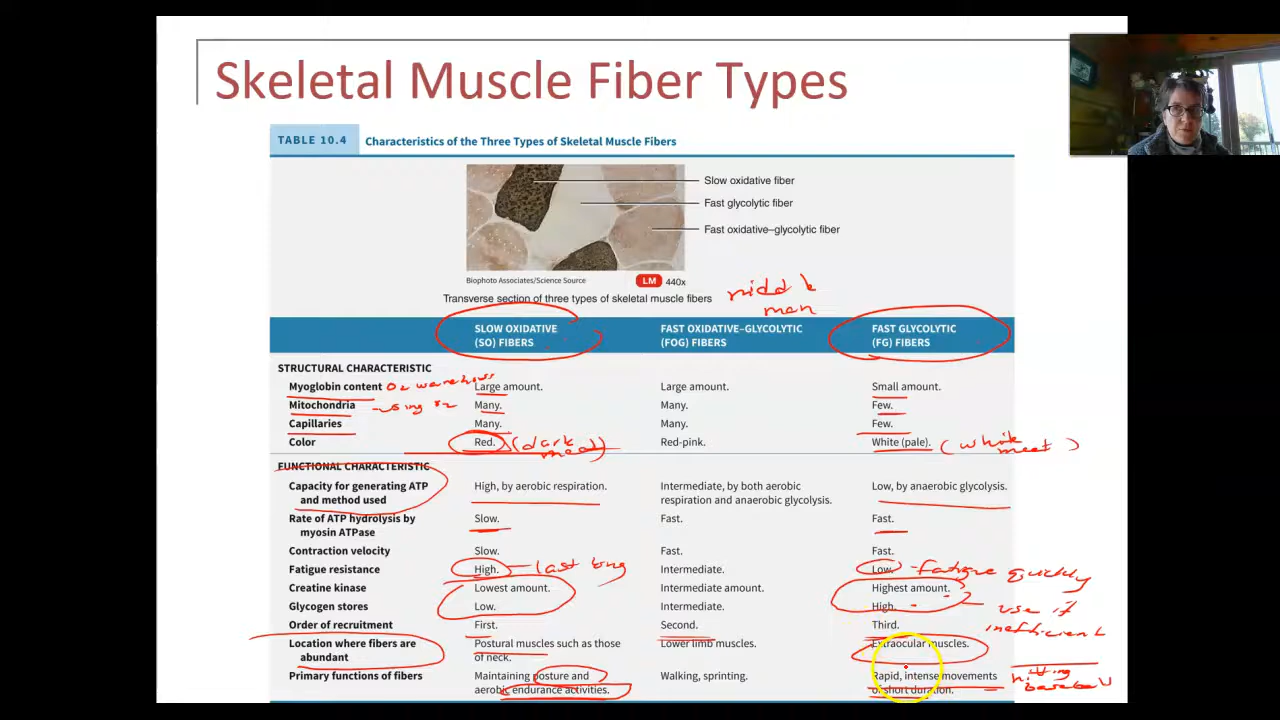 Skeletal Muscle Fiber Types
TABLE 10.4 Characteristics of the Three Types of Skeletal Muscle Fibers
Slow oxidative fiber
Fast glycolytic fiber
Fast oxidative–glycolytic fiber
Biophoto Associates/Science Source LM 440x
Transverse section of three types of skeletal muscle fibers
middle
man
SLOW OXIDATIVE (SO) FIBERS FAST OXIDATIVE–GLYCOLYTIC (FOG) FIBERS FAST GLYCOLYTIC (FG) FIBERS
STRUCTURAL CHARACTERISTIC
Myoglobin content O2 warehouse Large amount. Large amount. Small amount.
Mitochondria - using O2 Many. Many. Few.
Capillaries Many. Many. Few.
Color Red. (dark meat) Red-pink. White (pale). (white meat)
FUNCTIONAL CHARACTERISTIC
Capacity for generating ATP High, by aerobic respiration. Intermediate, by both aerobic Low, by anaerobic glycolysis.
and method used respiration and anaerobic glycolysis.
Rate of ATP hydrolysis by Slow. Fast. Fast.
myosin ATPase
Contraction velocity Slow. Fast. Fast.
Fatigue resistance High. - last long Intermediate. Low. - fatigue quickly
Creatine kinase Lowest amount. Intermediate amount. Highest amount.
Glycogen stores Low. Intermediate. High. use if
Order of recruitment First. Second. Third. inefficient
Location where fibers are Postural muscles such as those Lower limb muscles. Extraocular muscles.
abundant of neck.
Primary functions of fibers Maintaining posture and Walking, sprinting. Rapid, intense movements hitting
aerobic endurance activities. of short duration. baseball